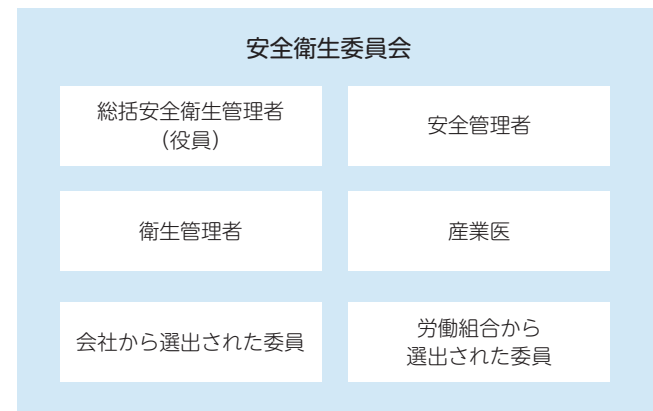 安全衛生委員会
総括安全衛生管理者
（役員）
安全管理者
衛生管理者
産業医
会社から選出された委員
労働組合から
選出された委員